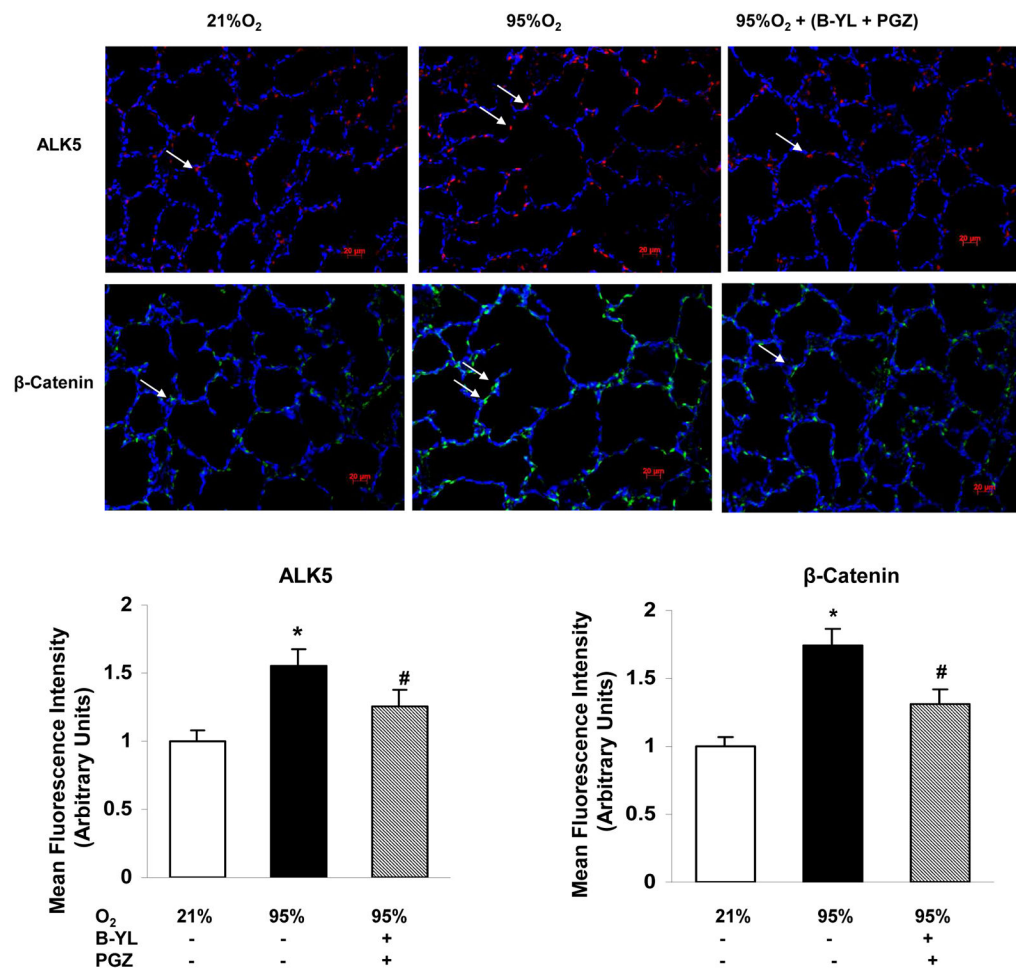 21%O₂ 95%O₂ 95%O₂ + (B-YL + PGZ)
ALK5
20 µm 20 µm 20 µm
β-Catenin
20 µm 20 µm 20 µm
ALK5
Mean Fluorescence Intensity
(Arbitrary Units)
2
1.5
1
0.5
0
*
#
O₂ 21% 95% 95%
B-YL - - +
PGZ - - +
β-Catenin
Mean Fluorescence Intensity
(Arbitrary Units)
2
1.5
1
0.5
0
*
#
21% 95% 95%
- - +
- - +